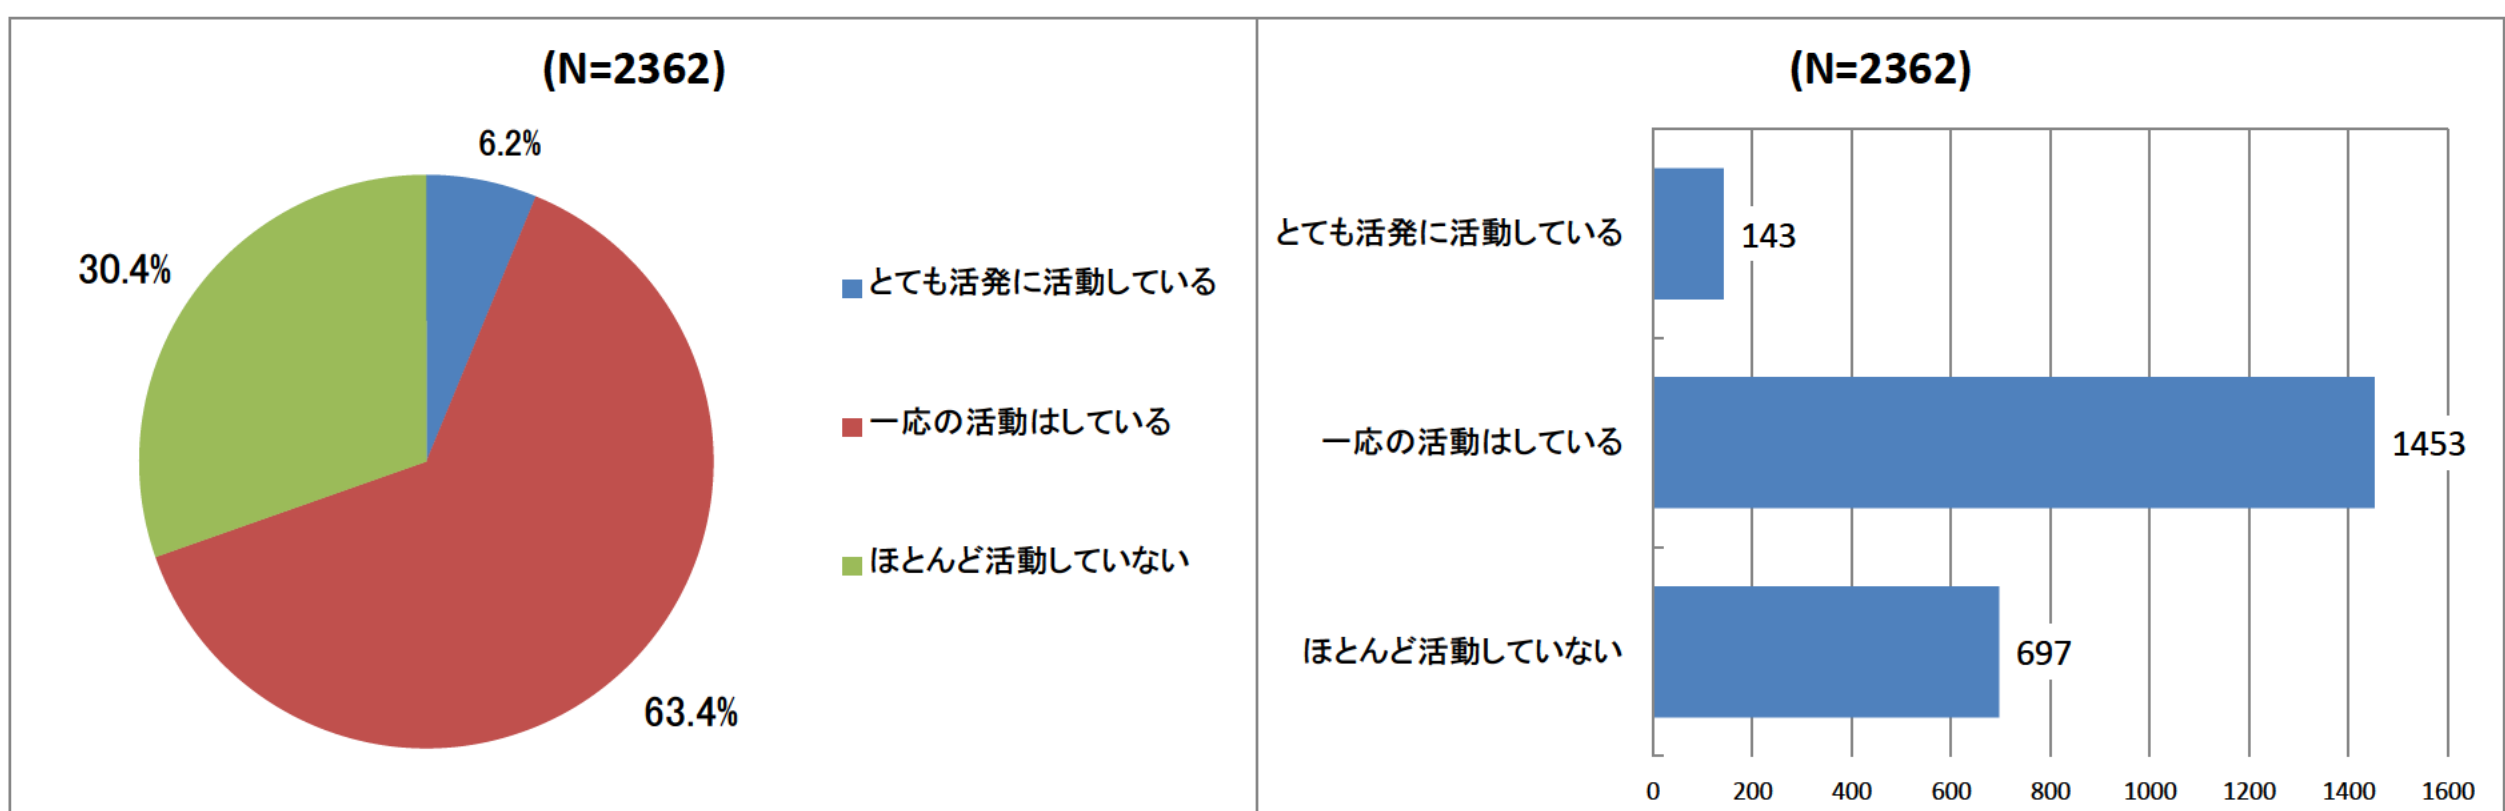 (N=2362)
6.2%
30.4%
63.4%
とても活発に活動している
一応の活動はしている
ほとんど活動していない
(N=2362)
とても活発に活動している
143
一応の活動はしている
1453
ほとんど活動していない
697
0 200 400 600 800 1000 1200 1400 1600